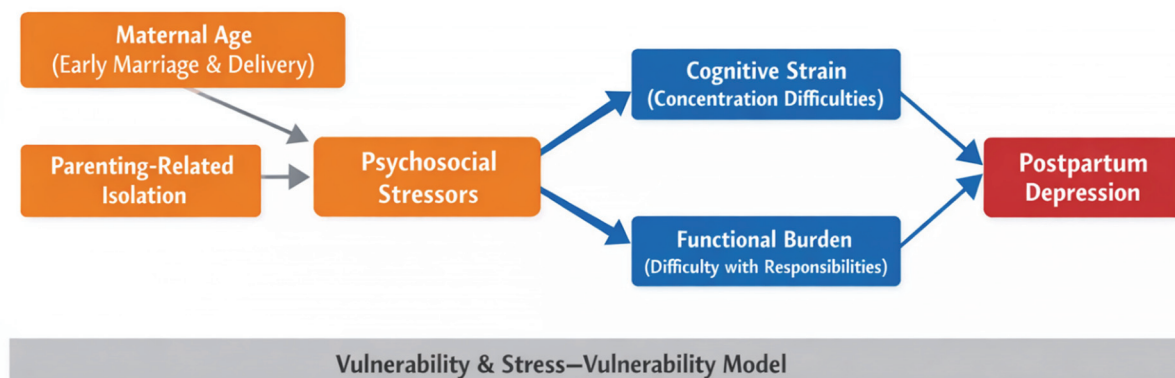 Maternal Age
(Early Marriage & Delivery)
Parenting-Related
Isolation
Psychosocial
Stressors
Cognitive Strain
(Concentration Difficulties)
Functional Burden
(Difficulty with Responsibilities)
Postpartum
Depression
Vulnerability & Stress—Vulnerability Model